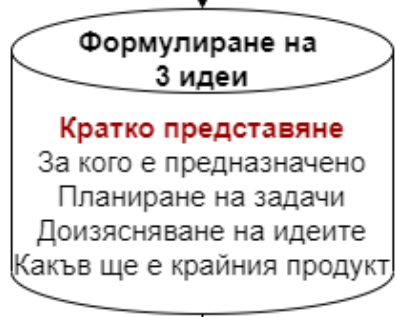 Формулиране на
3 идеи
Кратко представяне
За кого е предназначено
Планиране на задачи
Доизясняване на идеите
Какъв ще е крайния продукт